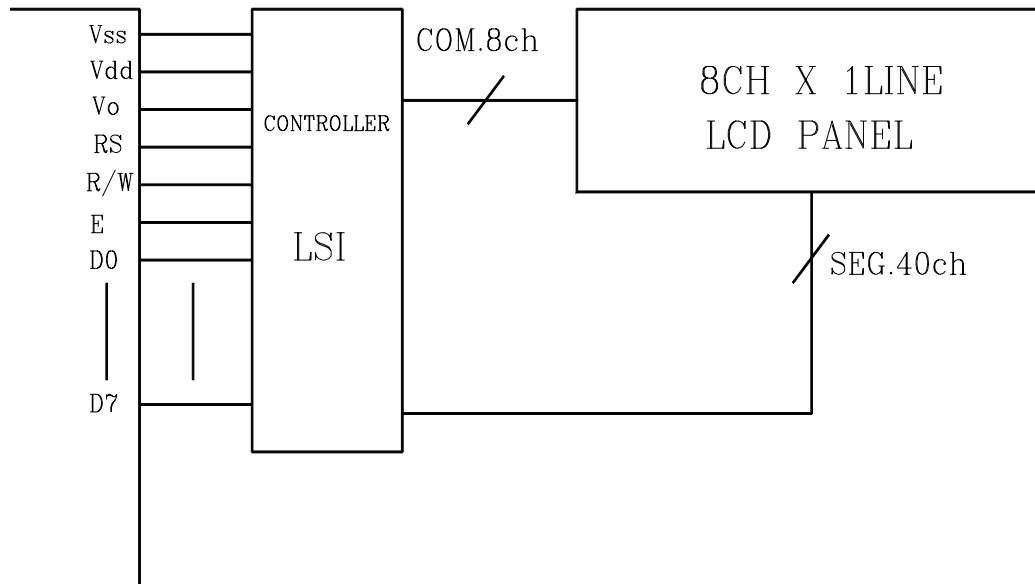 Vss
Vdd
Vo
RS
R/W
E
D0
D7
CONTROLLER
LSI
COM.8ch
8CH X 1LINE
LCD PANEL
SEG.40ch